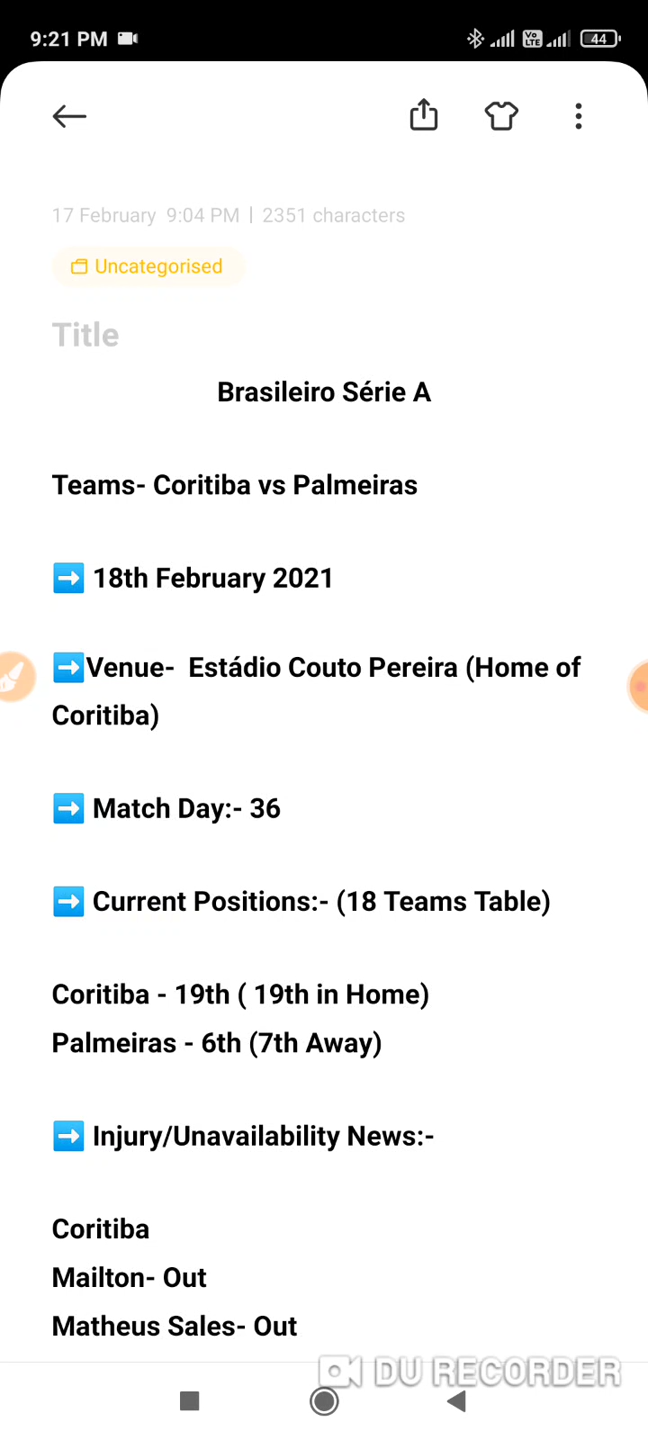 9:21 PM
Vo LTE
44
17 February 9:04 PM | 2351 characters
Uncategorised
Title
Brasileiro Série A
Teams- Coritiba vs Palmeiras
➡️ 18th February 2021
➡️Venue- Estádio Couto Pereira (Home of
Coritiba)
➡️ Match Day:- 36
➡️ Current Positions:- (18 Teams Table)
Coritiba - 19th ( 19th in Home)
Palmeiras - 6th (7th Away)
➡️ Injury/Unavailability News:-
Coritiba
Mailton- Out
Matheus Sales- Out
DU RECORDER